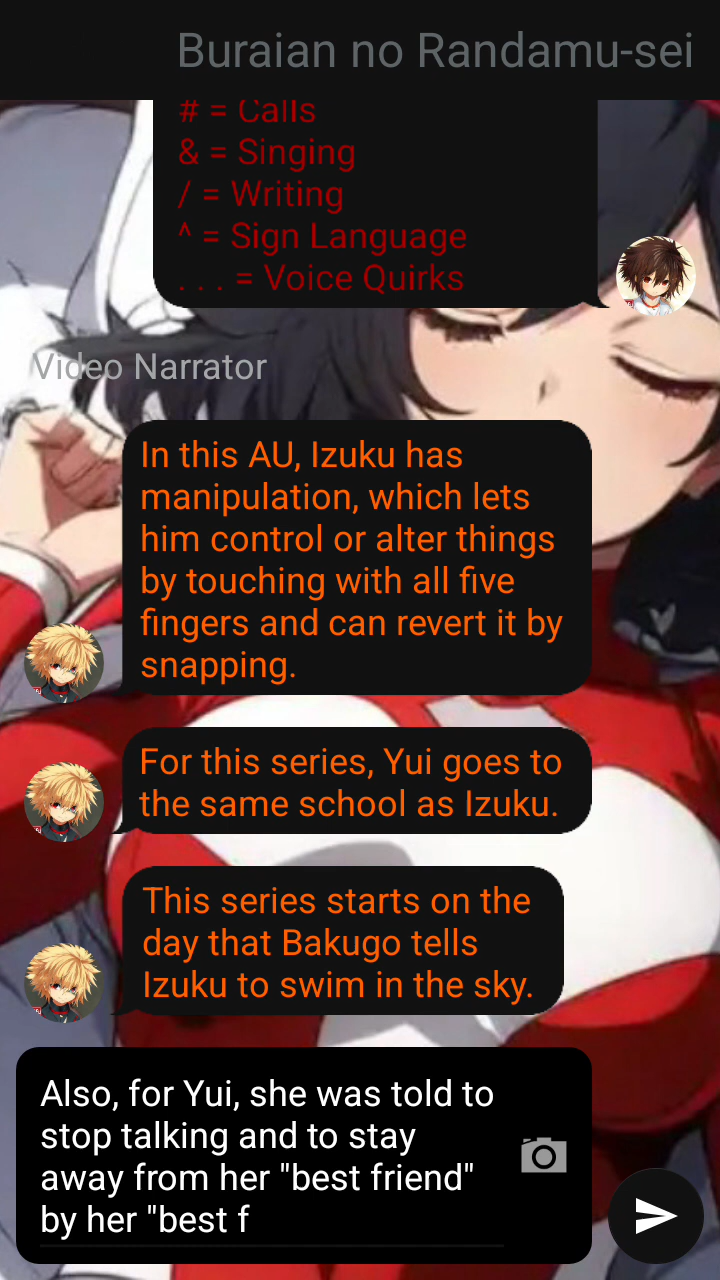 Buraian no Randamu-sei
# = Calls
& = Singing
/ = Writing
^ = Sign Language
. . . = Voice Quirks
Video Narrator
In this AU, Izuku has
manipulation, which lets
him control or alter things
by touching with all five
fingers and can revert it by
snapping.
For this series, Yui goes to
the same school as Izuku.
This series starts on the
day that Bakugo tells
Izuku to swim in the sky.
Also, for Yui, she was told to
stop talking and to stay
away from her "best friend"
by her "best f